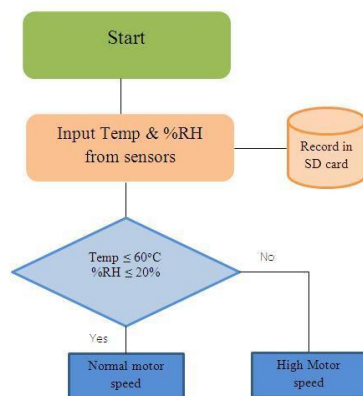 Start
Input Temp & %RH
from sensors
Record in
SD card
Temp ≤ 60°C
%RH ≤ 20%
No
Yes
Normal motor
speed
High Motor
speed